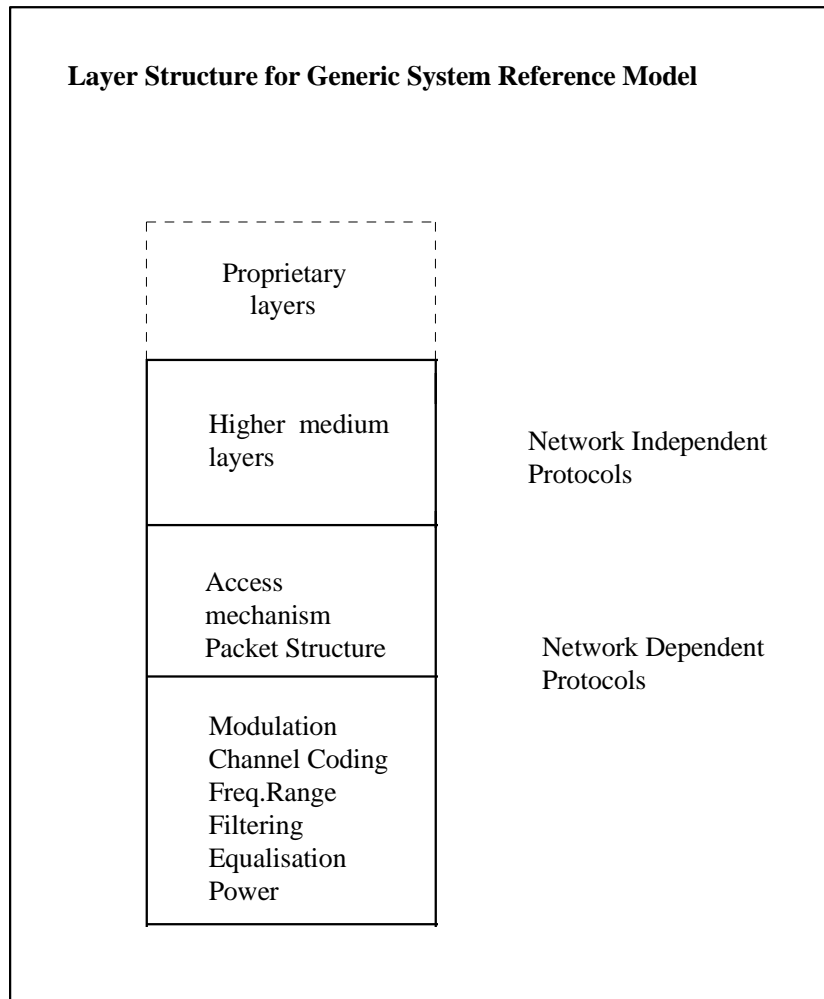 Layer Structure for Generic System Reference Model
Proprietary
layers
Higher medium
layers
Network Independent
Protocols
Access
mechanism
Packet Structure
Network Dependent
Protocols
Modulation
Channel Coding
Freq.Range
Filtering
Equalisation
Power